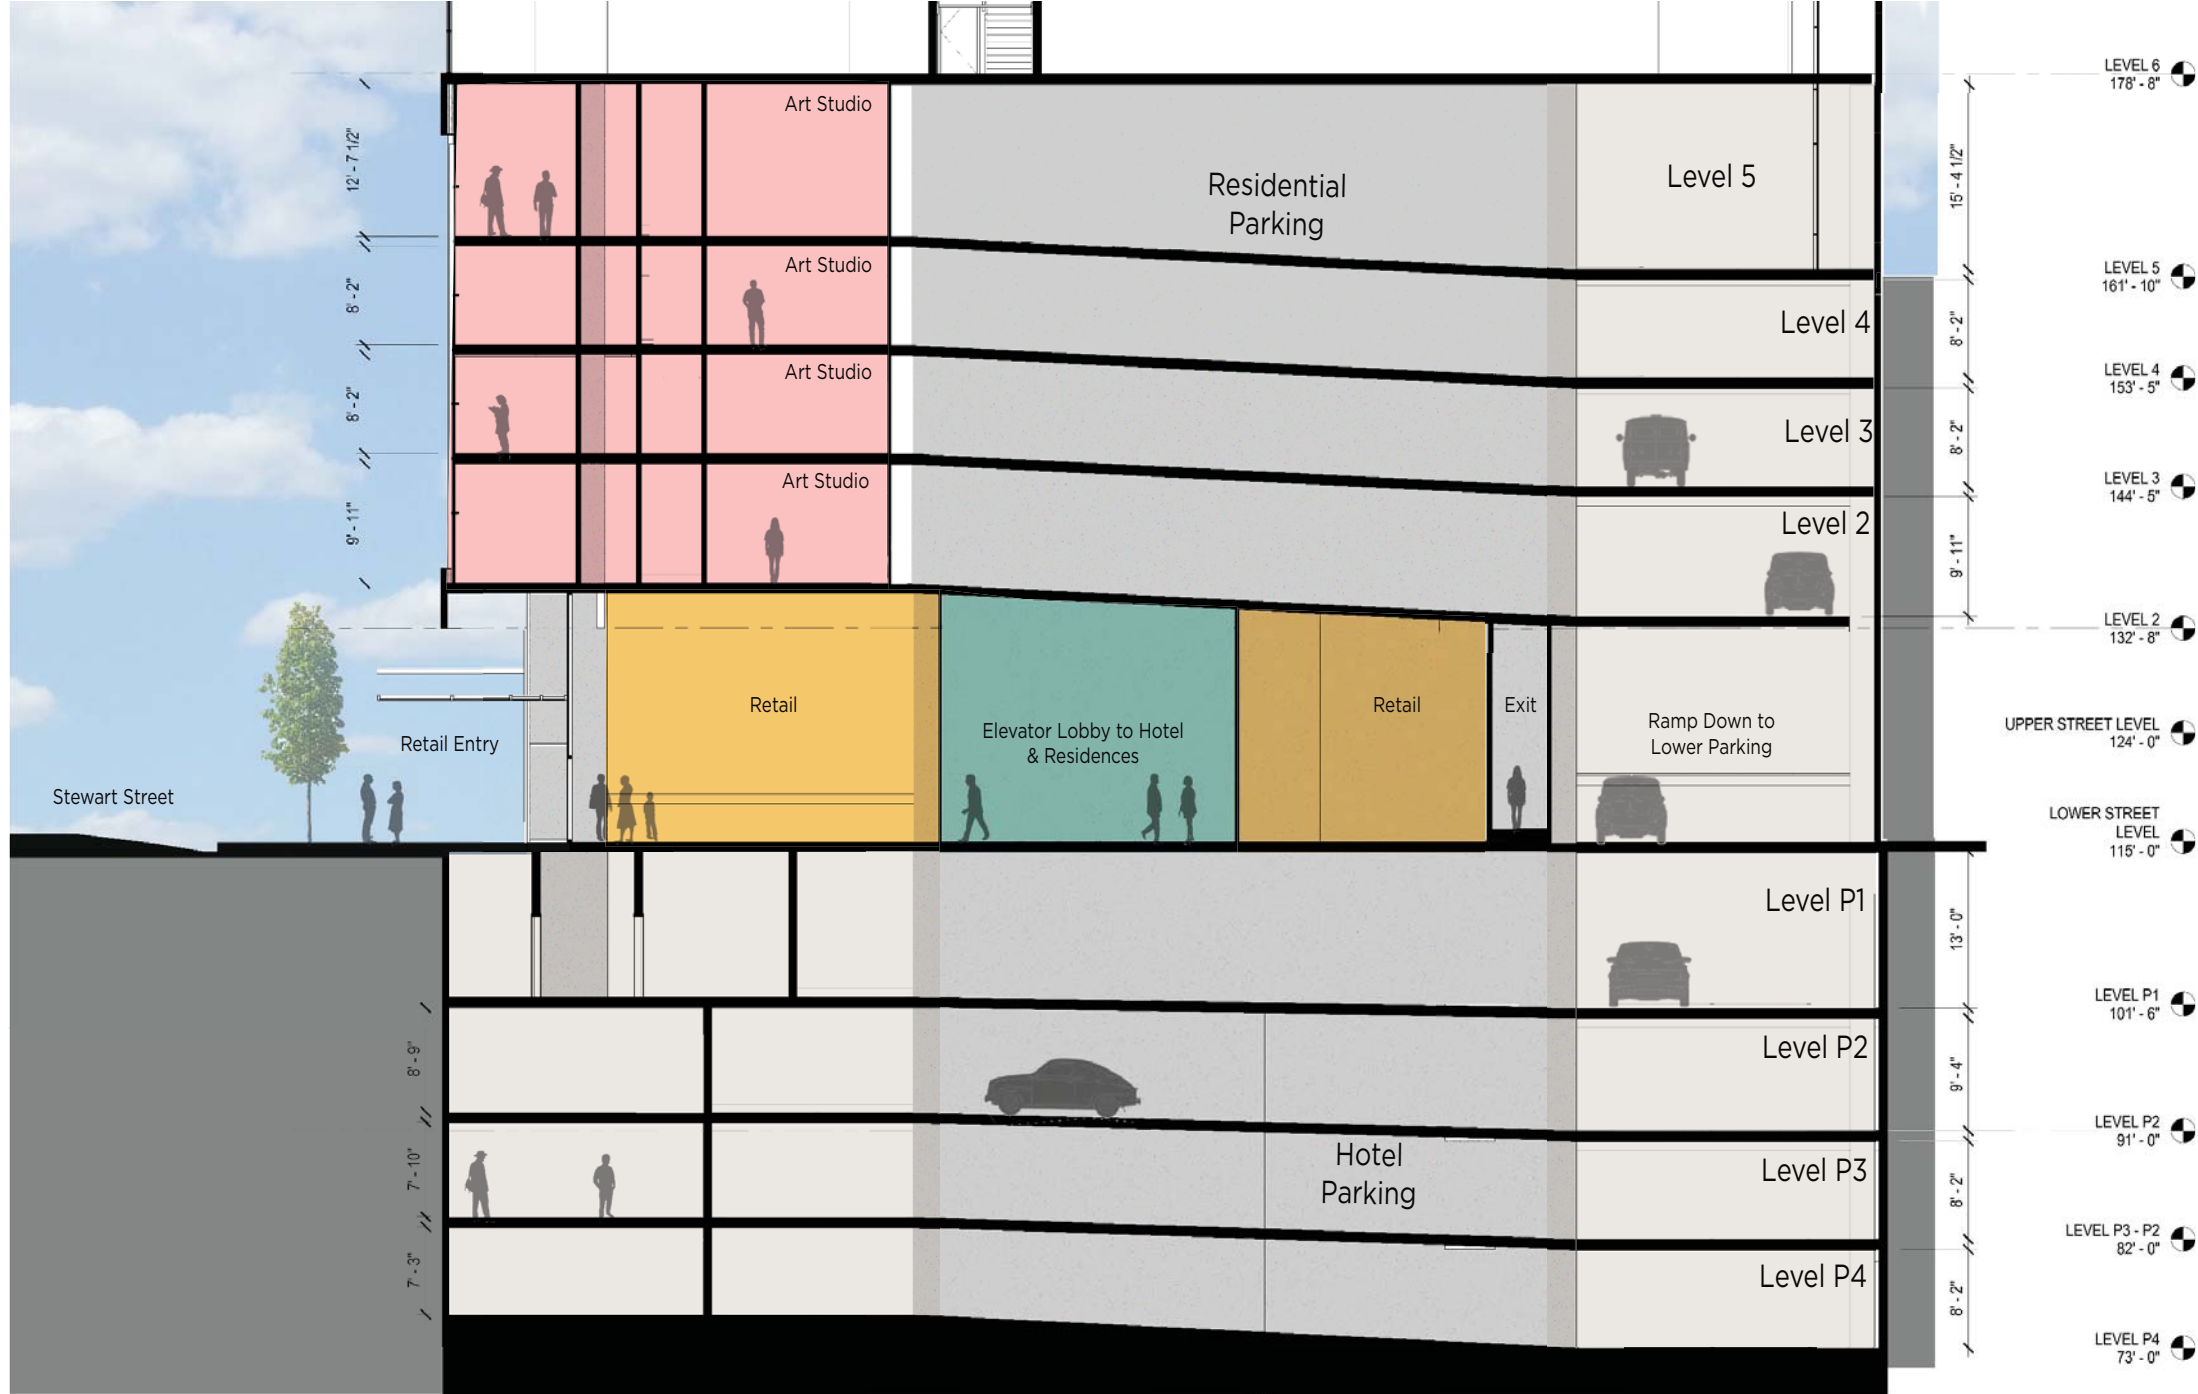 LEVEL 6
178' - 8"
Art Studio
12' - 7 1/2"
Residential
Parking
Level 5
15' - 4 1/2"
Art Studio
LEVEL 5
161' - 10"
8' - 2"
Level 4
8' - 2"
Art Studio
LEVEL 4
153' - 5"
8' - 2"
Level 3
8' - 2"
Art Studio
LEVEL 3
144' - 5"
9' - 11"
Level 2
9' - 11"
LEVEL 2
132' - 8"
Retail
Retail
Exit
Elevator Lobby to Hotel
& Residences
Ramp Down to
Lower Parking
UPPER STREET LEVEL
124' - 0"
Retail Entry
Stewart Street
LOWER STREET
LEVEL
115' - 0"
Level P1
13' - 0"
LEVEL P1
101' - 6"
8' - 9"
Level P2
9' - 4"
LEVEL P2
91' - 0"
7' - 10"
Hotel
Parking
Level P3
8' - 2"
LEVEL P3 - P2
82' - 0"
7' - 3"
Level P4
8' - 2"
LEVEL P4
73' - 0"